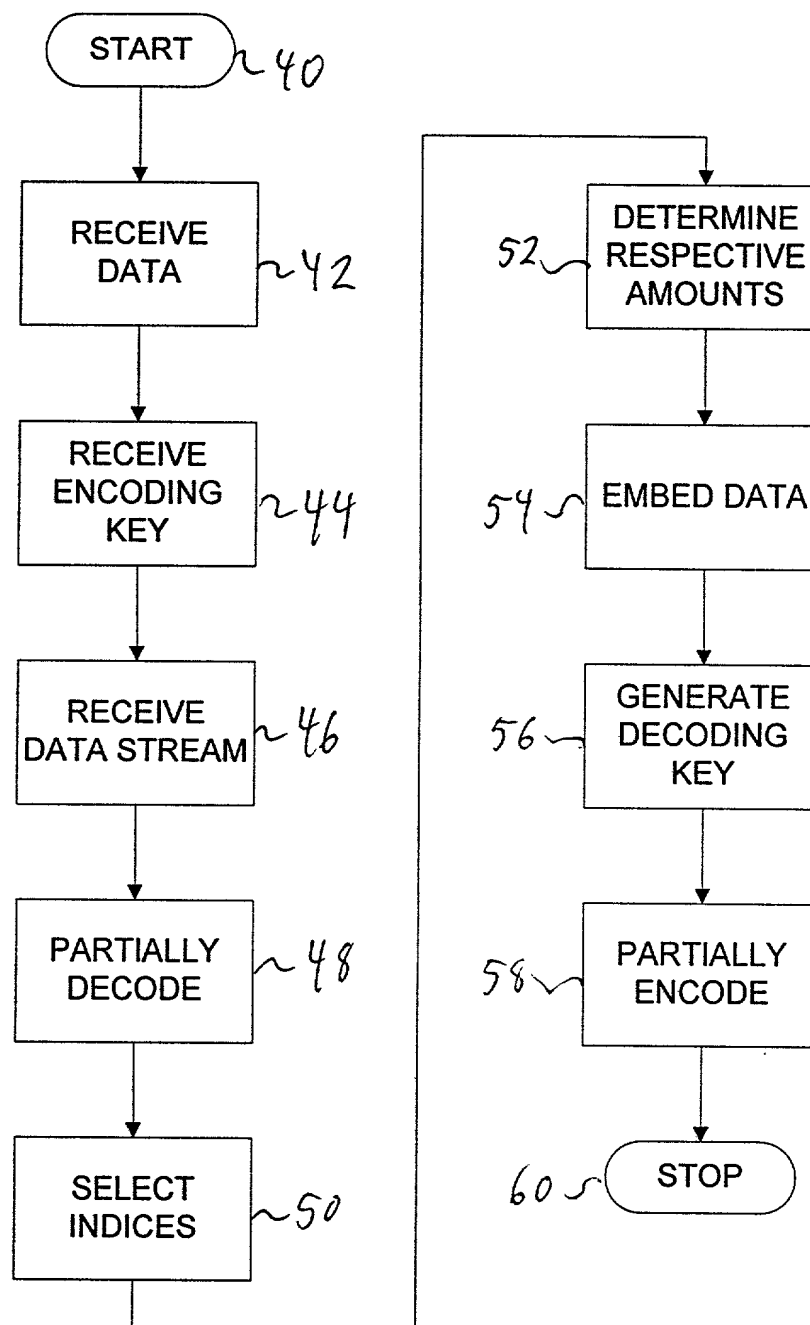 START
40
RECEIVE
DATA
42
RECEIVE
ENCODING
KEY
44
RECEIVE
DATA STREAM
46
PARTIALLY
DECODE
48
SELECT
INDICES
50
DETERMINE
RESPECTIVE
AMOUNTS
52
EMBED DATA
54
GENERATE
DECODING
KEY
56
PARTIALLY
ENCODE
58
STOP
60